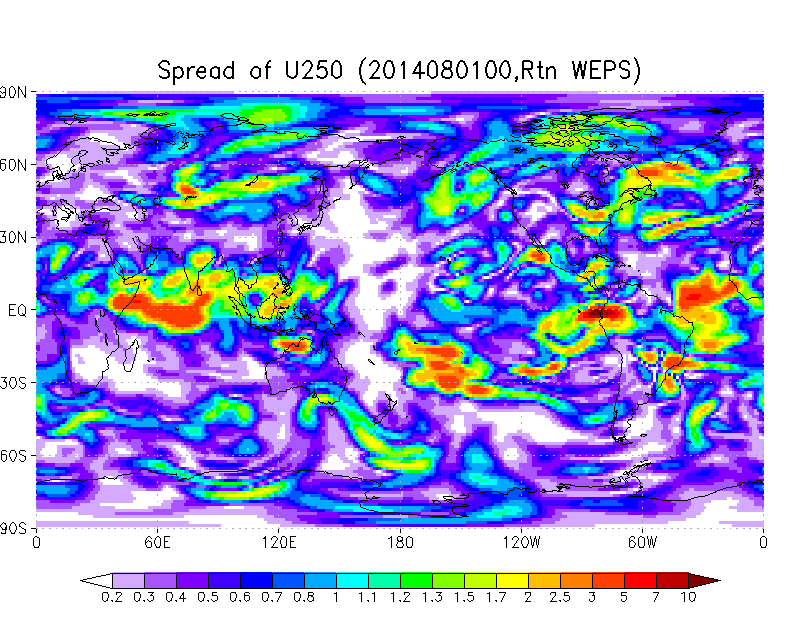 Spread of U250 (2014080100,Rtn WEPS)
90N
60N
30N
EQ
30S
60S
90S
0 60E 120E 180 120W 60W 0
0.2 0.3 0.4 0.5 0.6 0.7 0.8 1 1.1 1.2 1.3 1.5 1.7 2 2.5 3 5 7 10